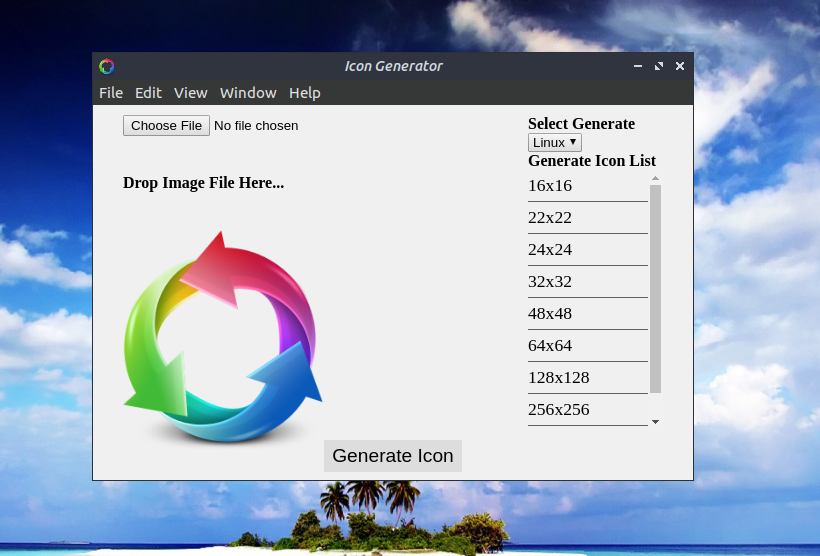 Icon Generator
File Edit View Window Help
Choose File No file chosen
Drop Image File Here...
Select Generate
Linux
Generate Icon List
16x16
22x22
24x24
32x32
48x48
64x64
128x128
256x256
Generate Icon